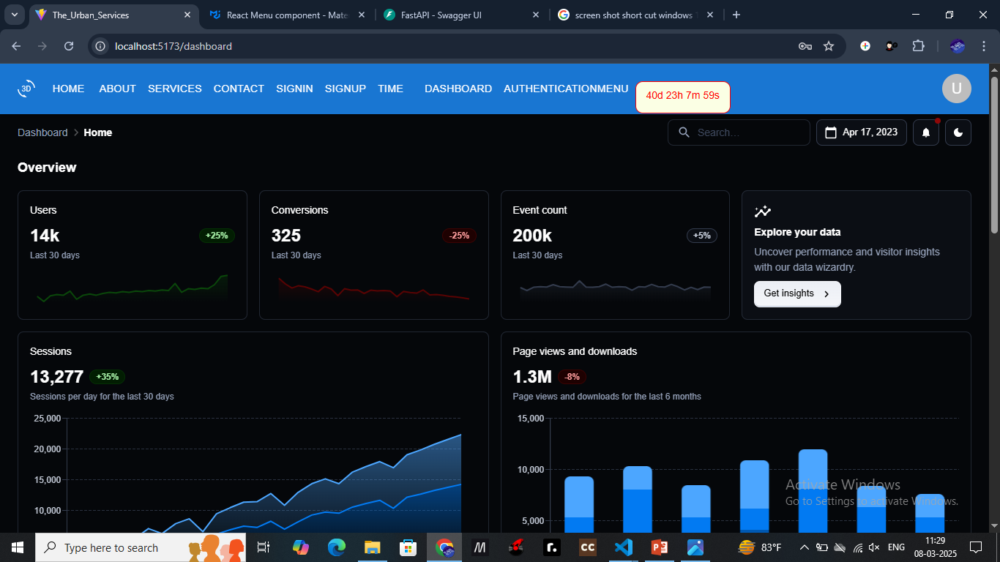 The_Urban_Services
React Menu component - Mate
FastAPI - Swagger UI
screen shot short cut windows
localhost:5173/dashboard
3D
HOME ABOUT SERVICES CONTACT SIGNIN SIGNUP TIME DASHBOARD AUTHENTICATIONMENU
40d 23h 7m 59s
U
Dashboard > Home
Search…
Apr 17, 2023
Overview
Users
14k +25%
Last 30 days
Conversions
325 -25%
Last 30 days
Event count
200k +5%
Last 30 days
Explore your data
Uncover performance and visitor insights
with our data wizardry.
Get insights
Sessions
13,277 +35%
Sessions per day for the last 30 days
25,000
20,000
15,000
10,000
Page views and downloads
1.3M -8%
Page views and downloads for the last 6 months
15,000
10,000
5,000
Activate Windows
Go to Settings to activate Windows.
Type here to search
M
r.
CC
83°F
ENG
11:29
08-03-2025